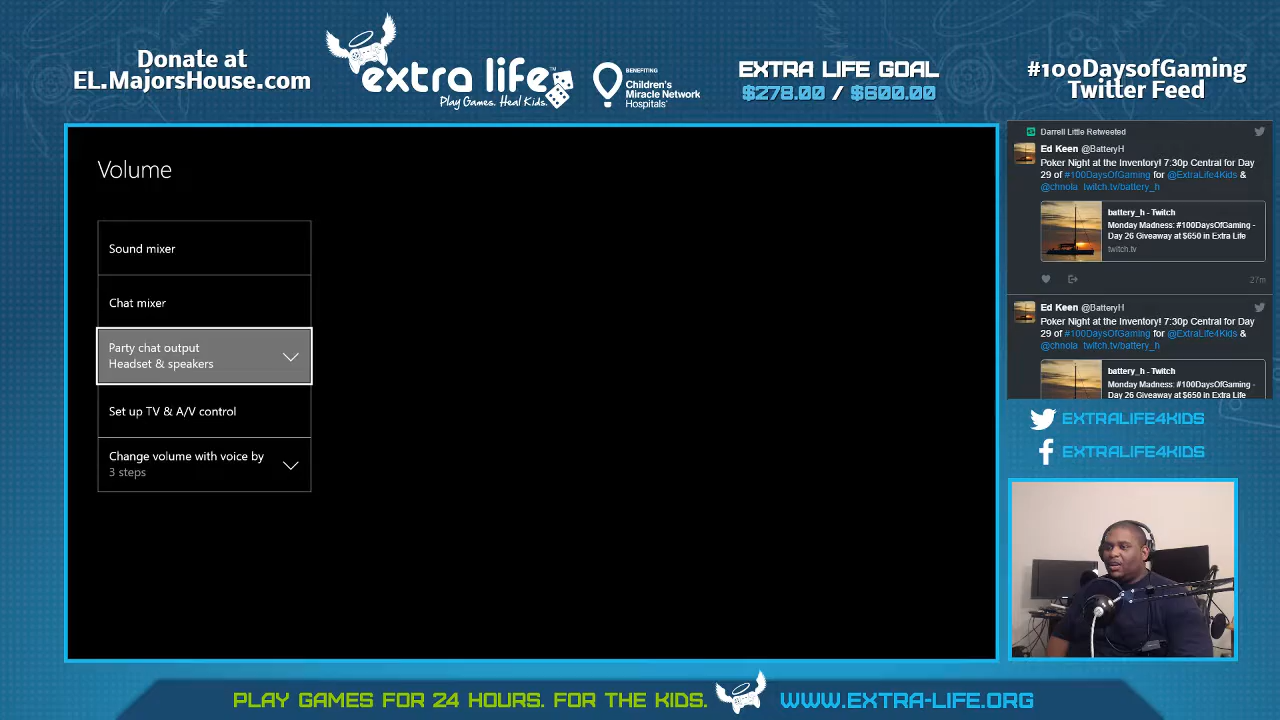 Donate at
EL.MajorsHouse.com
extra life™
Play Games. Heal Kids.
BENEFITING
Children's
Miracle Network
Hospitals
EXTRA LIFE GOAL
$278.00 / $600.00
#100DaysofGaming
Twitter Feed
Volume
Sound mixer
Chat mixer
Party chat output
Headset & speakers
Set up TV & A/V control
Change volume with voice by
3 steps
Darrell Little Retweeted
Ed Keen @BatteryH
Poker Night at the Inventory! 7:30p Central for Day
29 of #100DaysOfGaming for @ExtraLife4Kids &
@chnola twitch.tv/battery_h
battery_h - Twitch
Monday Madness: #100DaysOfGaming -
Day 26 Giveaway at $650 in Extra Life
twitch.tv
27m
Ed Keen @BatteryH
Poker Night at the Inventory! 7:30p Central for Day
29 of #100DaysOfGaming for @ExtraLife4Kids &
@chnola twitch.tv/battery_h
battery_h - Twitch
Monday Madness: #100DaysOfGaming -
Day 26 Giveaway at $650 in Extra Life
EXTRALIFE4KIDS
EXTRALIFE4KIDS
PLAY GAMES FOR 24 HOURS. FOR THE KIDS.
WWW.EXTRA-LIFE.ORG